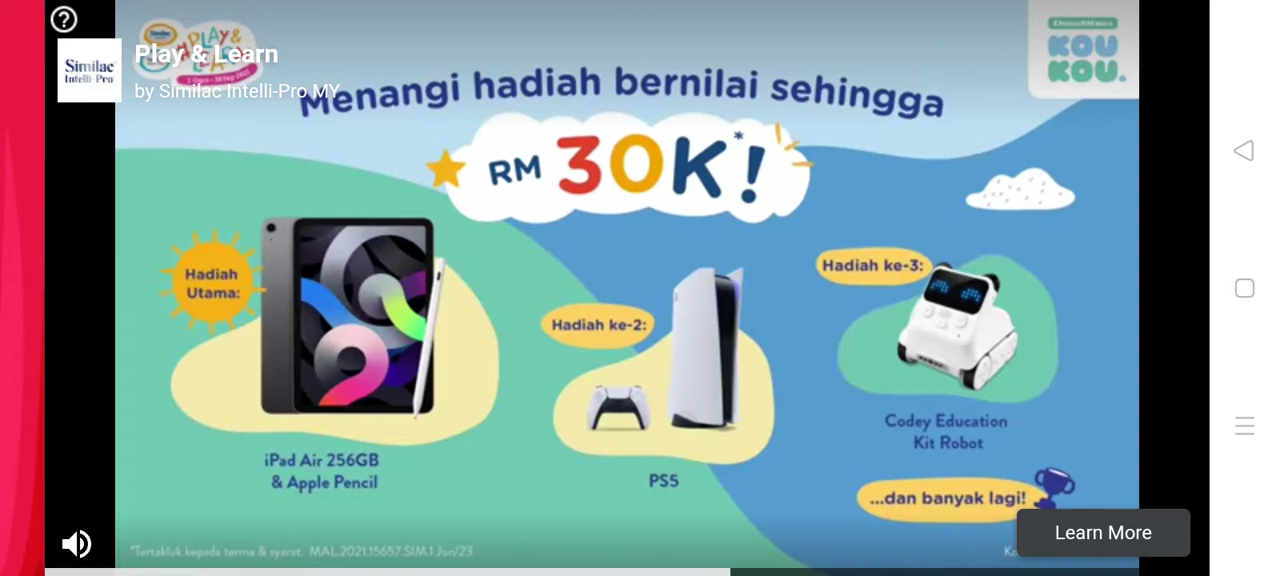 Play & Learn
by Similac Intelli-Pro MY
Similac
Intelli-Pro
KOU
KOU.
Menangi hadiah bernilai sehingga
RM 30K*!
Hadiah
Utama:
iPad Air 256GB
& Apple Pencil
Hadiah ke-2:
PS5
Hadiah ke-3:
Codey Education
Kit Robot
...dan banyak lagi!
Learn More
*Tertakluk kepada terma & syarat. MAL.2021.15657.SIM.1 Jun/23